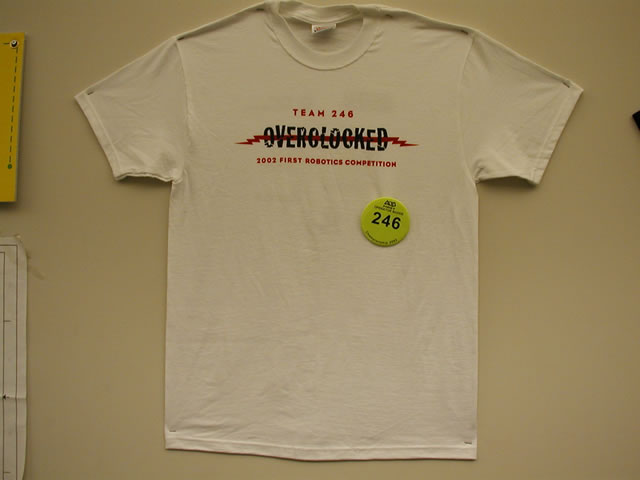 TEAM 246
OVERCLOCKED
2002 FIRST ROBOTICS COMPETITION
246